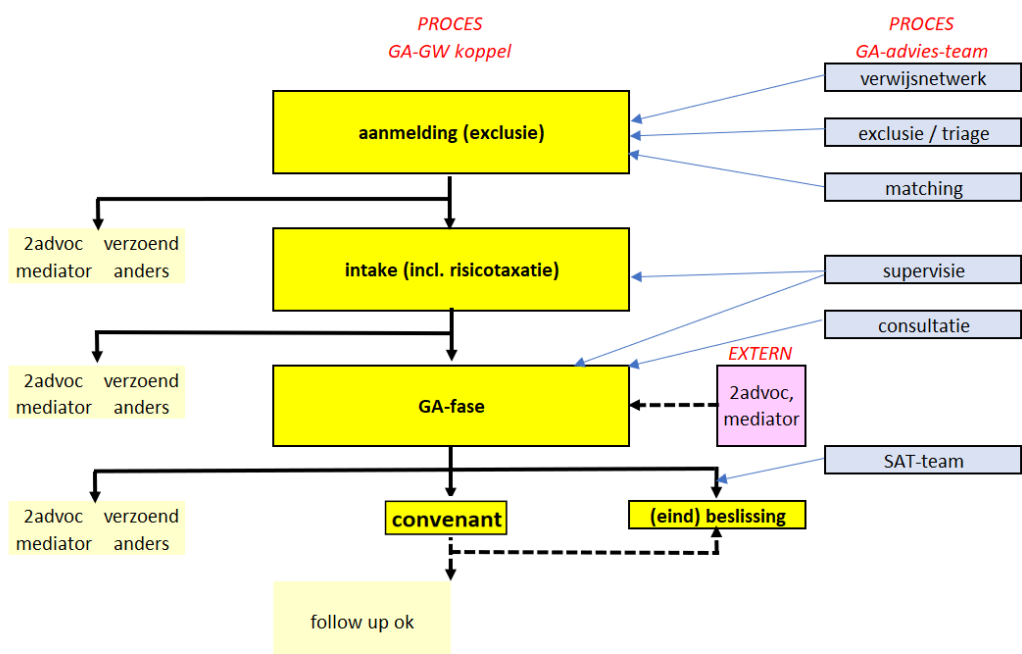 PROCES
GA-GW koppel
PROCES
GA-advies-team
verwijsnetwerk
aanmelding (exclusie)
exclusie / triage
matching
2advoc verzoend
mediator anders
intake (incl. risicotaxatie)
supervisie
consultatie
EXTERN
2advoc verzoend
mediator anders
GA-fase
2advoc,
mediator
SAT-team
2advoc verzoend
mediator anders
convenant
(eind) beslissing
follow up ok